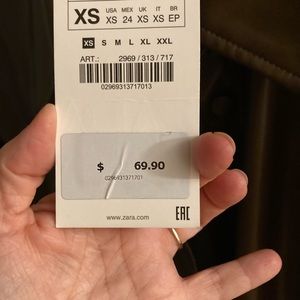 XS USA MEX UK IT BR
XS 24 XS XS EP
XS S M L XL XXL
ART.: 2969 / 313 / 717
02969313717013
$ 69.90
0296931371701
www.zara.com
EAC